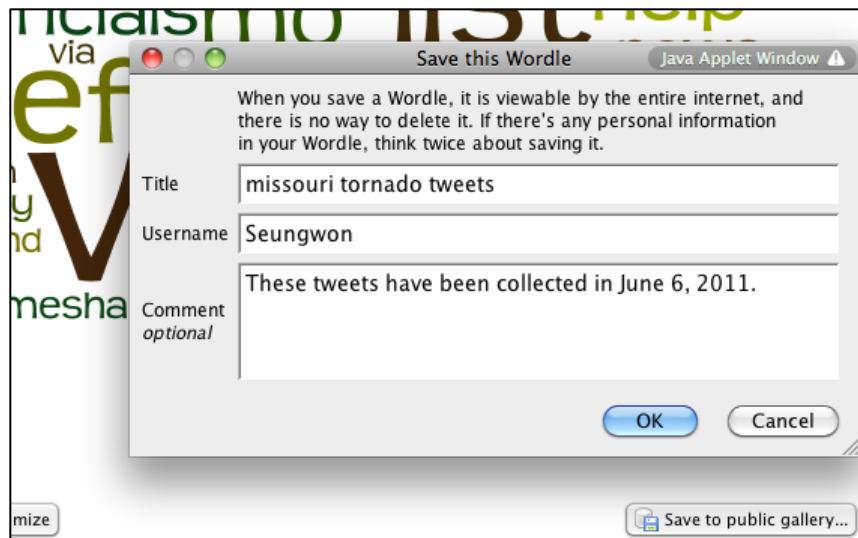 via
Save this Wordle
Java Applet Window
When you save a Wordle, it is viewable by the entire internet, and
there is no way to delete it. If there's any personal information
in your Wordle, think twice about saving it.
Title
missouri tornado tweets
Username
Seungwon
Comment
optional
These tweets have been collected in June 6, 2011.
OK
Cancel
mize
Save to public gallery...